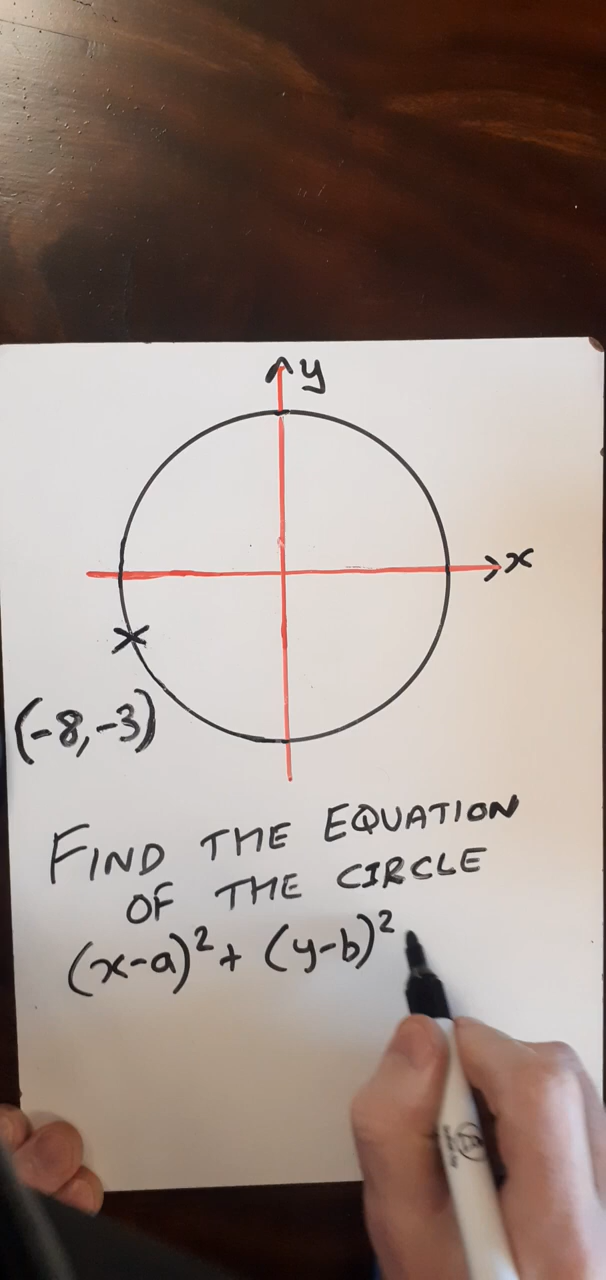 y
x
(-8,-3)
FIND THE EQUATION
OF THE CIRCLE
(x-a)² + (y-b)²